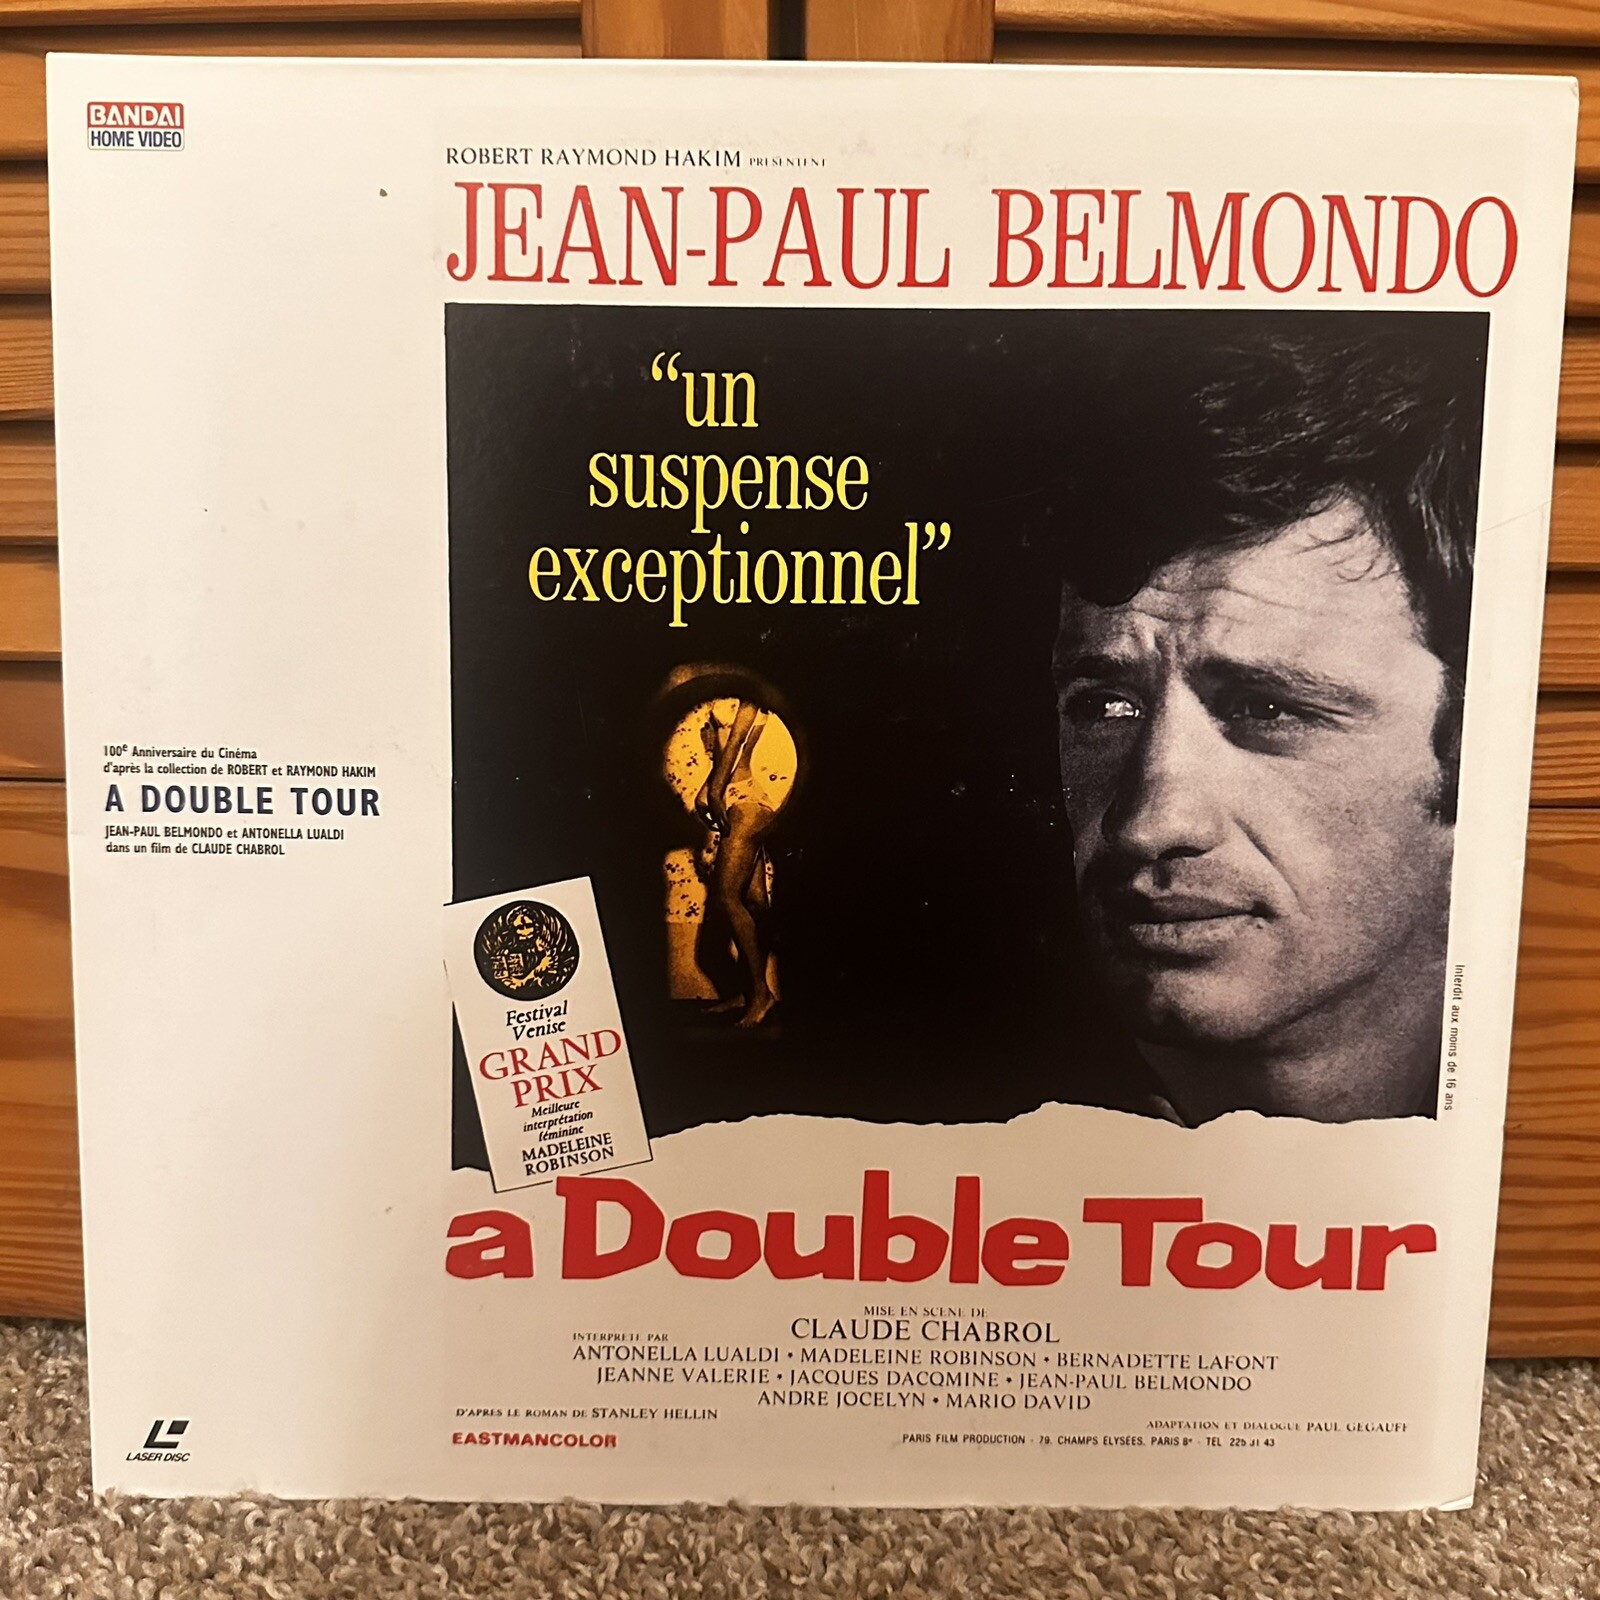 BANDAI
HOME VIDEO
ROBERT RAYMOND HAKIM PRESENTENT
JEAN-PAUL BELMONDO
“un
suspense
exceptionnel”
100e Anniversaire du Cinéma
d'après la collection de ROBERT et RAYMOND HAKIM
A DOUBLE TOUR
JEAN-PAUL BELMONDO et ANTONELLA LUALDI
dans un film de CLAUDE CHABROL
Festival
Venise
GRAND
PRIX
Meilleure
interprétation
féminine
MADELEINE
ROBINSON
Interdit aux moins de 16 ans
a Double Tour
MISE EN SCENE DE
CLAUDE CHABROL
INTERPRETE PAR
ANTONELLA LUALDI • MADELEINE ROBINSON • BERNADETTE LAFONT
JEANNE VALERIE • JACQUES DACQMINE • JEAN-PAUL BELMONDO
ANDRE JOCELYN • MARIO DAVID
D'APRES LE ROMAN DE STANLEY HELLIN
ADAPTATION ET DIALOGUE PAUL GEGAUFF
EASTMANCOLOR
PARIS FILM PRODUCTION - 79, CHAMPS ELYSÉES, PARIS 8e - TEL 225 31 43
LASER DISC